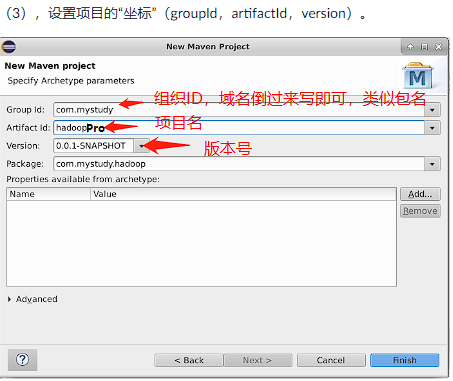 （3），设置项目的“坐标”（groupId，artifactId，version）。
New Maven Project
New Maven project
Specify Archetype parameters
M
Group Id: com.mystudy 组织ID，域名倒过来写即可，类似包名
Artifact Id: hadoopPro 项目名
Version: 0.0.1-SNAPSHOT 版本号
Package: com.mystudy.hadoop
Properties available from archetype:
Name Value Add...
Remove
Advanced
? < Back Next > Cancel Finish